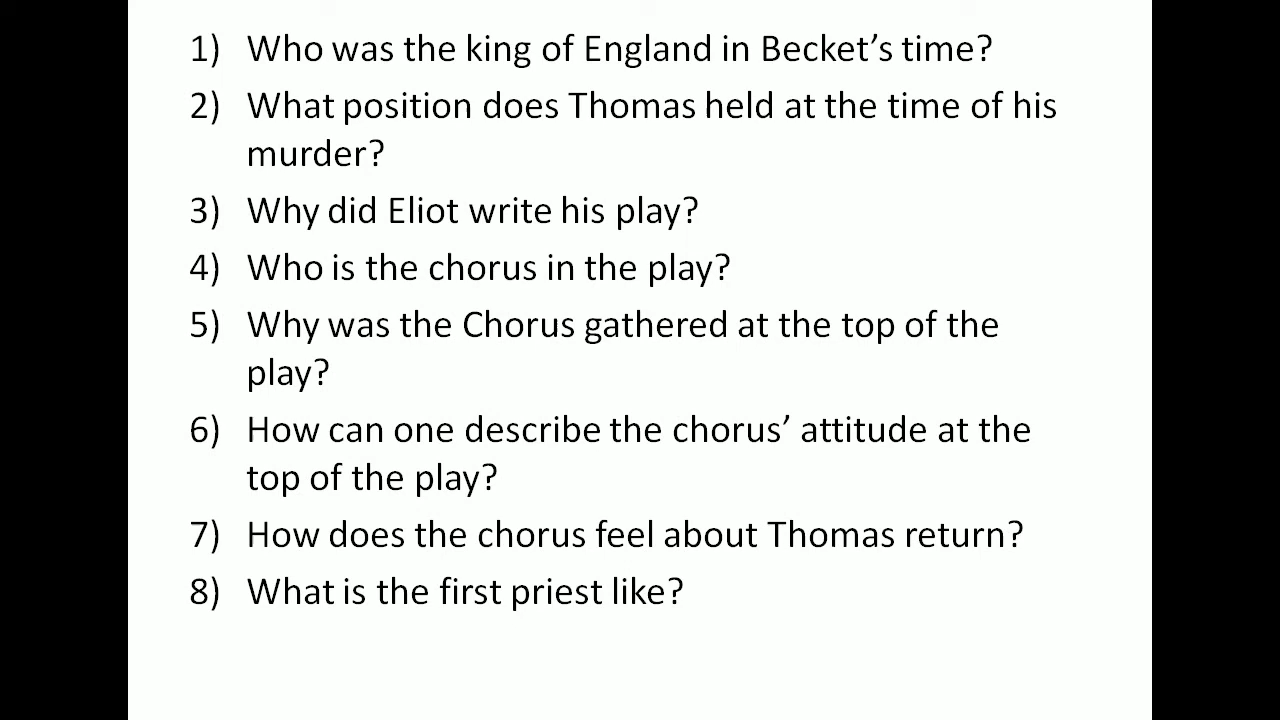 1) Who was the king of England in Becket’s time?
2) What position does Thomas held at the time of his
murder?
3) Why did Eliot write his play?
4) Who is the chorus in the play?
5) Why was the Chorus gathered at the top of the
play?
6) How can one describe the chorus’ attitude at the
top of the play?
7) How does the chorus feel about Thomas return?
8) What is the first priest like?